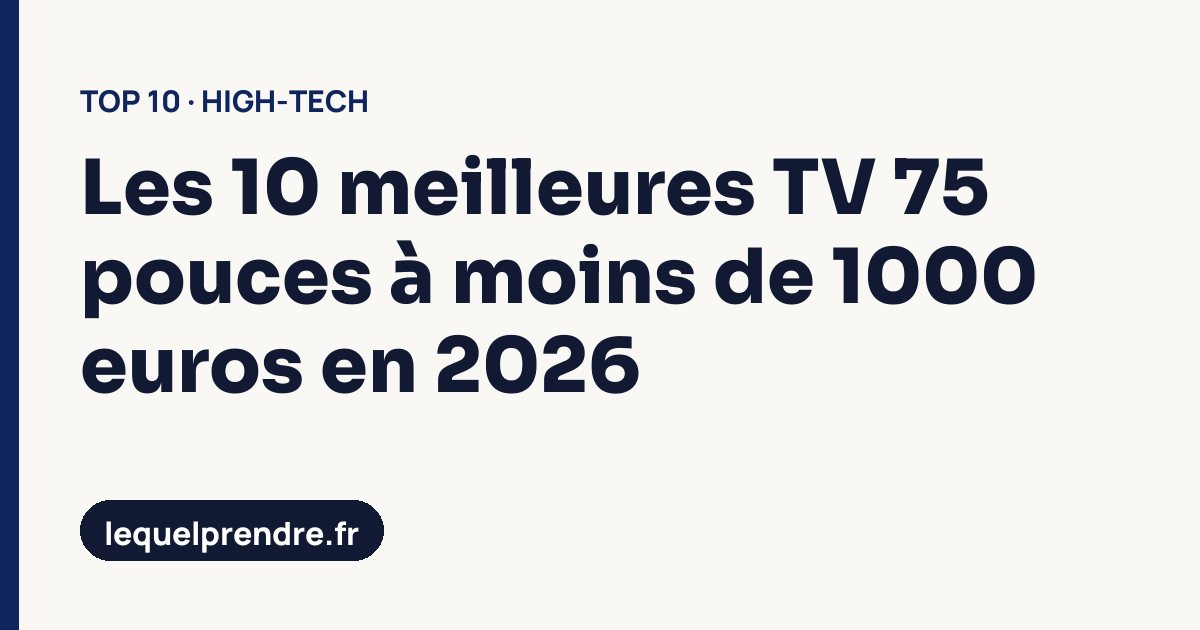 TOP 10 · HIGH-TECH
Les 10 meilleures TV 75
pouces à moins de 1000
euros en 2026
lequelprendre.fr